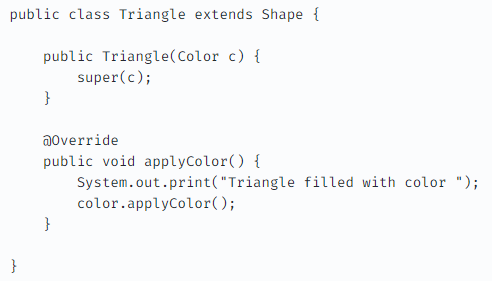 public class Triangle extends Shape {
    public Triangle(Color c) {
        super(c);
    }
    @Override
    public void applyColor() {
        System.out.print("Triangle filled with color ");
        color.applyColor();
    }
}